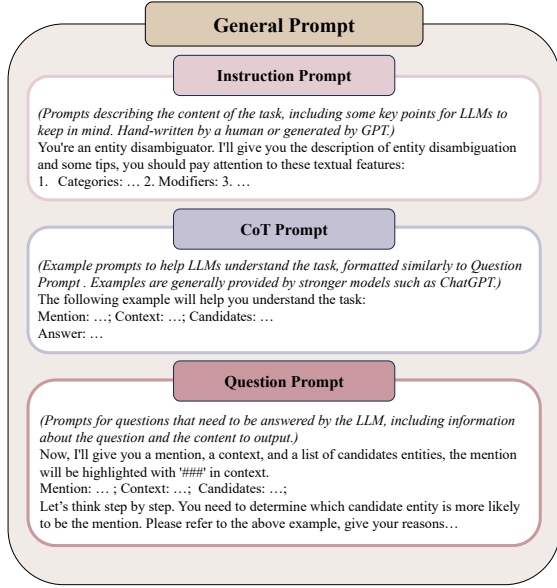 General Prompt
Instruction Prompt
(Prompts describing the content of the task, including some key points for LLMs to
keep in mind. Hand-written by a human or generated by GPT.)
You're an entity disambiguator. I'll give you the description of entity disambiguation
and some tips, you should pay attention to these textual features:
1. Categories: … 2. Modifiers: 3. …
CoT Prompt
(Example prompts to help LLMs understand the task, formatted similarly to Question
Prompt . Examples are generally provided by stronger models such as ChatGPT.)
The following example will help you understand the task:
Mention: …; Context: …; Candidates: …
Answer: …
Question Prompt
(Prompts for questions that need to be answered by the LLM, including information
about the question and the content to output.)
Now, I'll give you a mention, a context, and a list of candidates entities, the mention
will be highlighted with '###' in context.
Mention: … ; Context: …; Candidates: …;
Let's think step by step. You need to determine which candidate entity is more likely
to be the mention. Please refer to the above example, give your reasons…